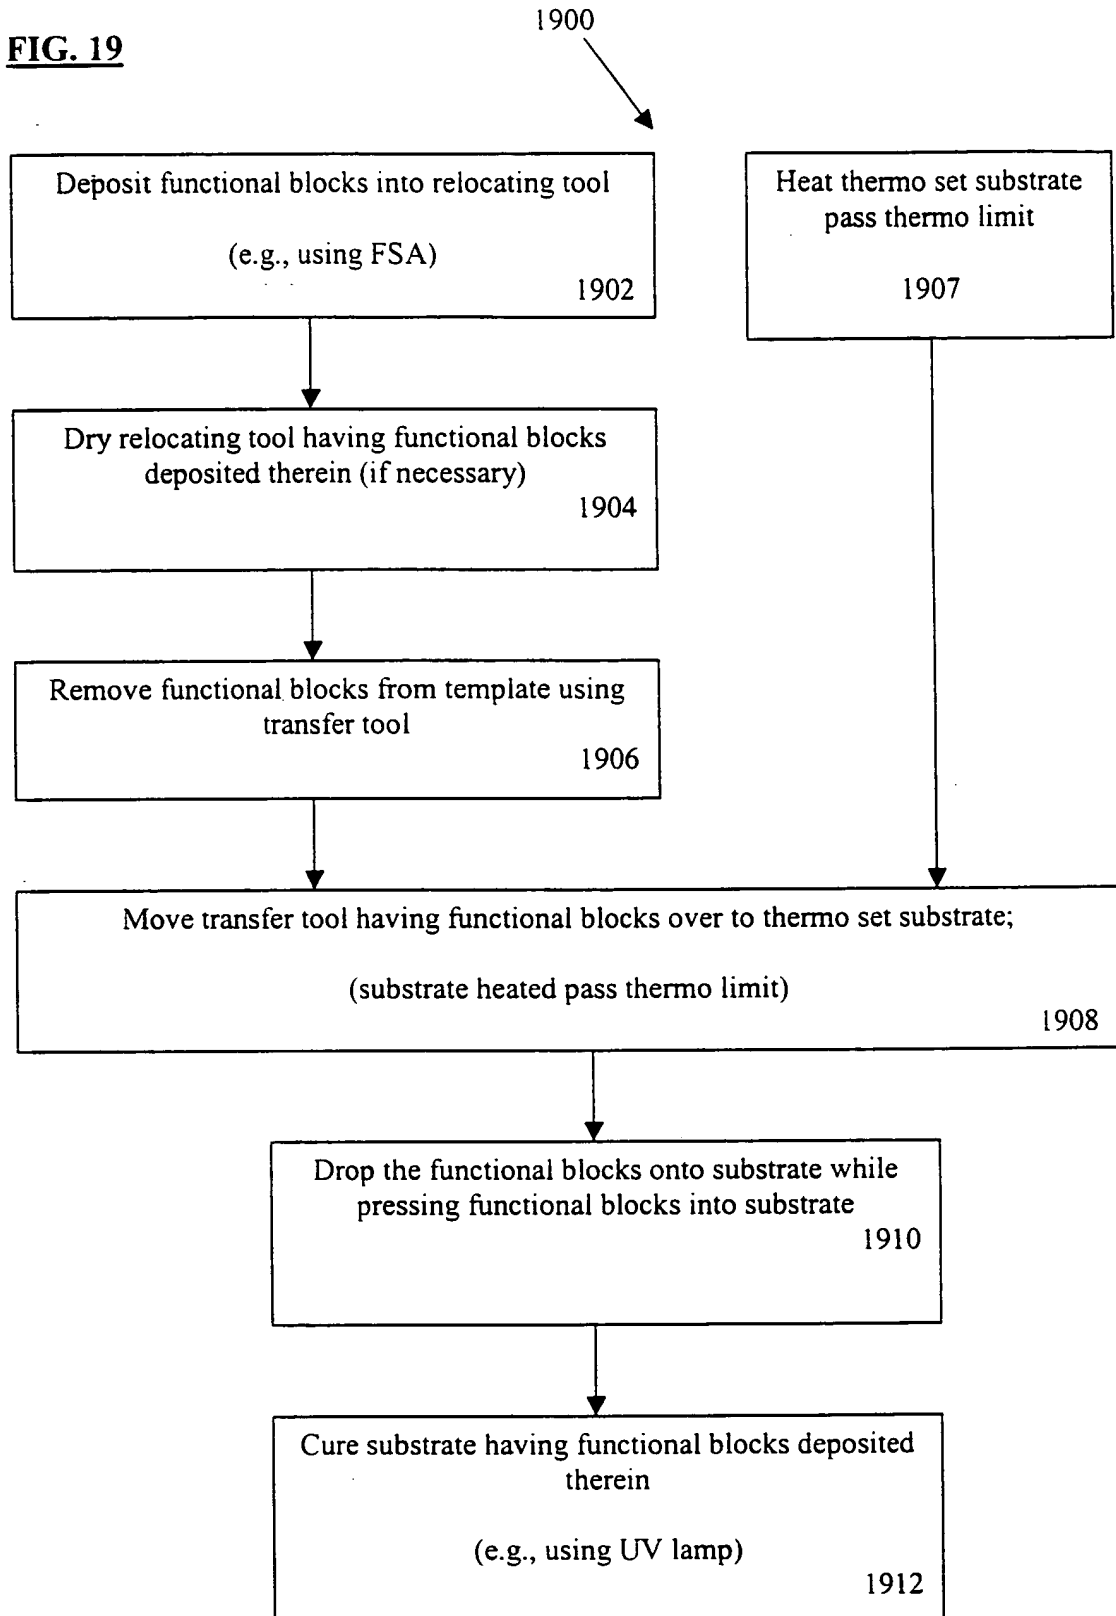 FIG. 19
1900
Deposit functional blocks into relocating tool
(e.g., using FSA)
1902
Heat thermo set substrate
pass thermo limit
1907
Dry relocating tool having functional blocks
deposited therein (if necessary)
1904
Remove functional blocks from template using
transfer tool
1906
Move transfer tool having functional blocks over to thermo set substrate;
(substrate heated pass thermo limit)
1908
Drop the functional blocks onto substrate while
pressing functional blocks into substrate
1910
Cure substrate having functional blocks deposited
therein
(e.g., using UV lamp)
1912